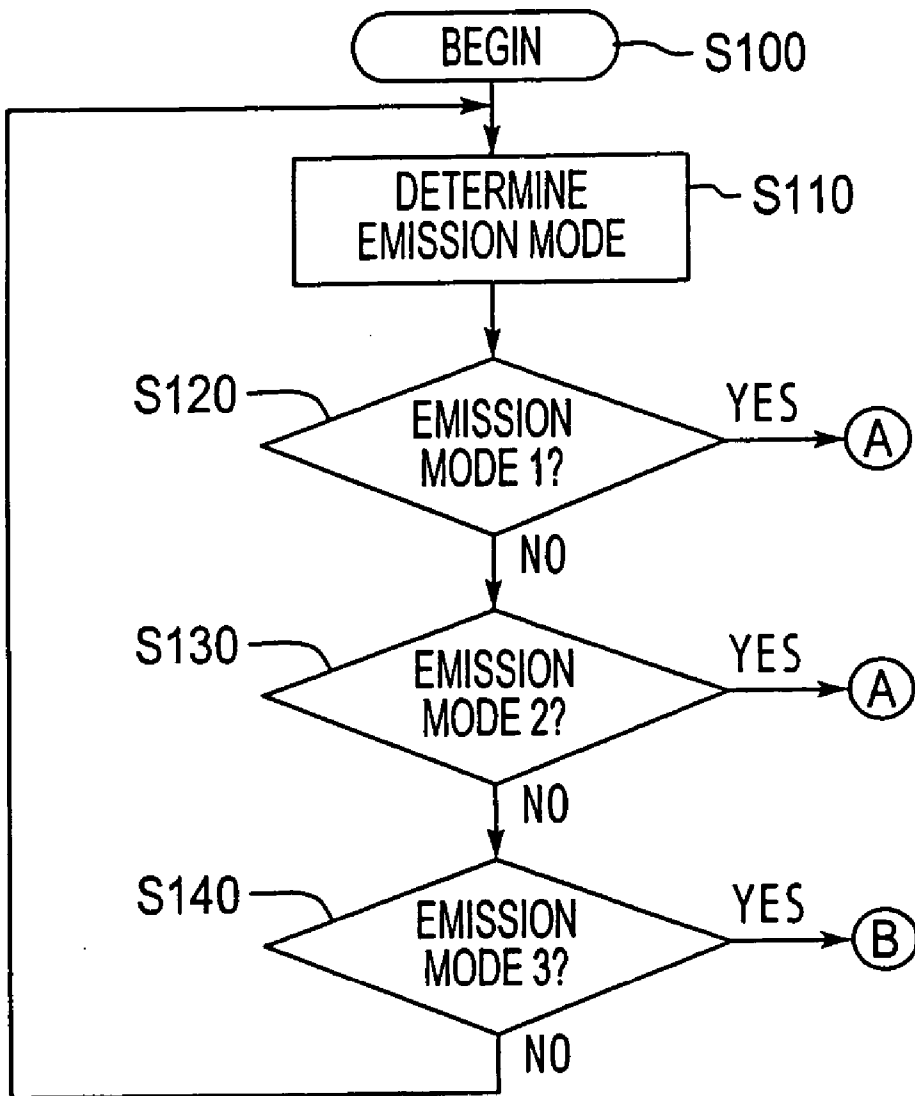 BEGIN
S100
DETERMINE
EMISSION MODE
S110
S120
EMISSION
MODE 1?
YES
A
NO
S130
EMISSION
MODE 2?
YES
A
NO
S140
EMISSION
MODE 3?
YES
B
NO